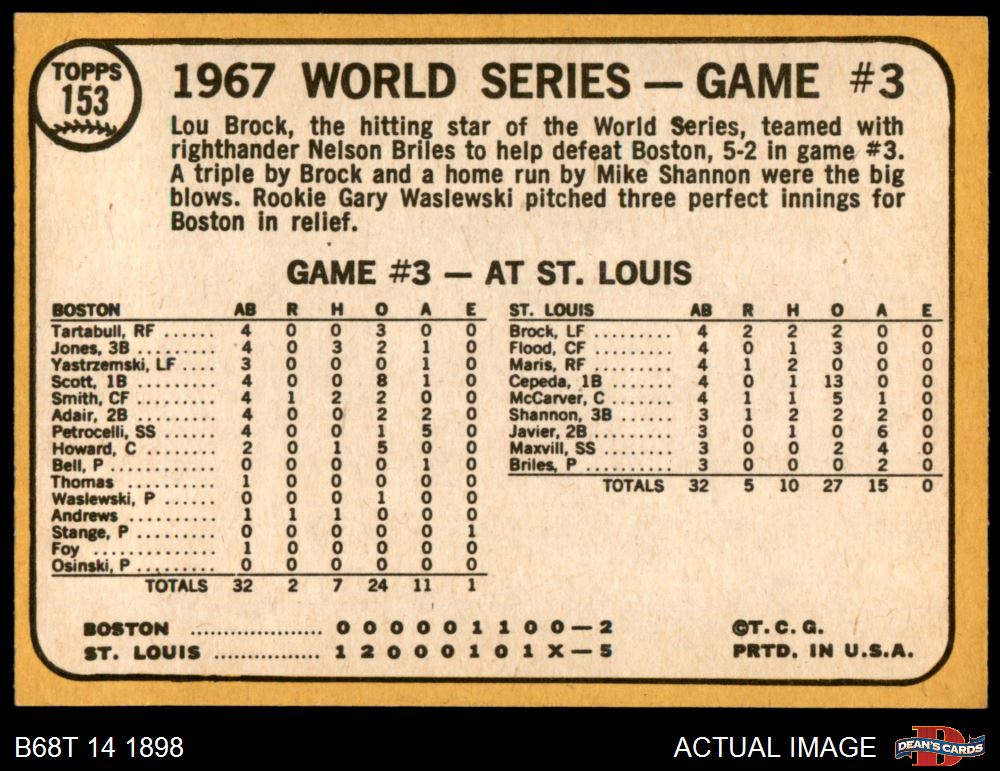 TOPPS
153
1967 WORLD SERIES — GAME #3
Lou Brock, the hitting star of the World Series, teamed with
righthander Nelson Briles to help defeat Boston, 5-2 in game #3.
A triple by Brock and a home run by Mike Shannon were the big
blows. Rookie Gary Waslewski pitched three perfect innings for
Boston in relief.
GAME #3 — AT ST. LOUIS
BOSTON AB R H O A E
Tartabull, RF ...... 4 0 0 3 0 0
Jones, 3B ......... 4 0 3 2 1 0
Yastrzemski, LF .... 3 0 0 0 1 0
Scott, 1B ......... 4 0 0 8 1 0
Smith, CF ......... 4 1 2 2 0 0
Adair, 2B ......... 4 0 0 2 2 0
Petrocelli, SS ...... 4 0 0 1 5 0
Howard, C ......... 2 0 1 5 0 0
Bell, P ............ 0 0 0 0 1 0
Thomas ........... 1 0 0 0 0 0
Waslewski, P ...... 0 0 0 1 0 0
Andrews .......... 1 1 1 0 0 0
Stange, P ......... 0 0 0 0 0 1
Foy .............. 1 0 0 0 0 0
Osinski, P ......... 0 0 0 0 0 0
TOTALS 32 2 7 24 11 1
ST. LOUIS AB R H O A E
Brock, LF ......... 4 2 2 2 0 0
Flood, CF ......... 4 0 1 3 0 0
Maris, RF ......... 4 1 2 0 0 0
Cepeda, 1B ........ 4 0 1 13 0 0
McCarver, C ....... 4 1 1 5 1 0
Shannon, 3B ....... 3 1 2 2 2 0
Javier, 2B ......... 3 0 1 0 6 0
Maxvill, SS ........ 3 0 0 2 4 0
Briles, P .......... 3 0 0 0 2 0
TOTALS 32 5 10 27 15 0
BOSTON .................... 0 0 0 0 0 1 1 0 0 — 2
ST. LOUIS ................ 1 2 0 0 0 1 0 1 X — 5
©T. C. G.
PRTD. IN U.S.A.
B68T 14 1898
ACTUAL IMAGE
D
DEAN'S CARDS